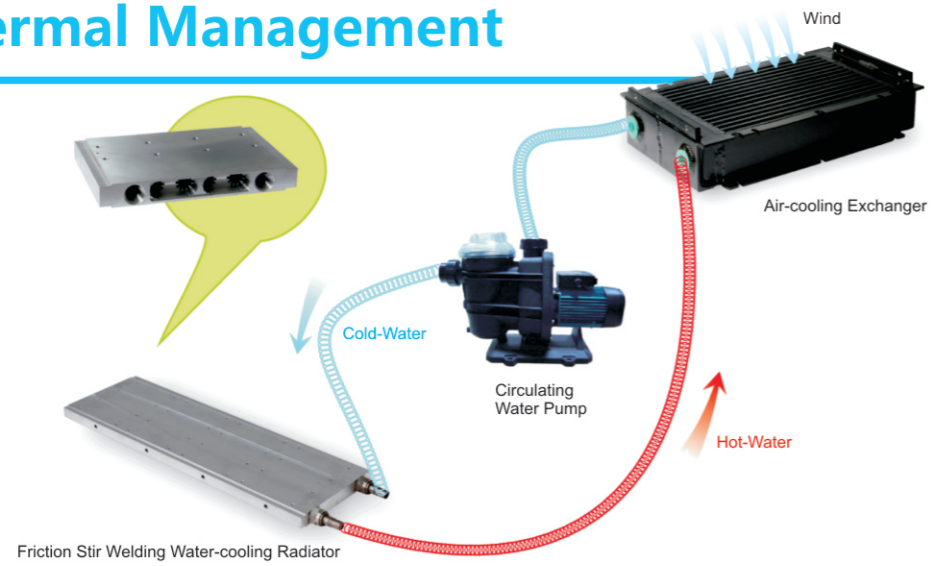 ermal Management
Wind
Air-cooling Exchanger
Cold-Water
Circulating
Water Pump
Hot-Water
Friction Stir Welding Water-cooling Radiator